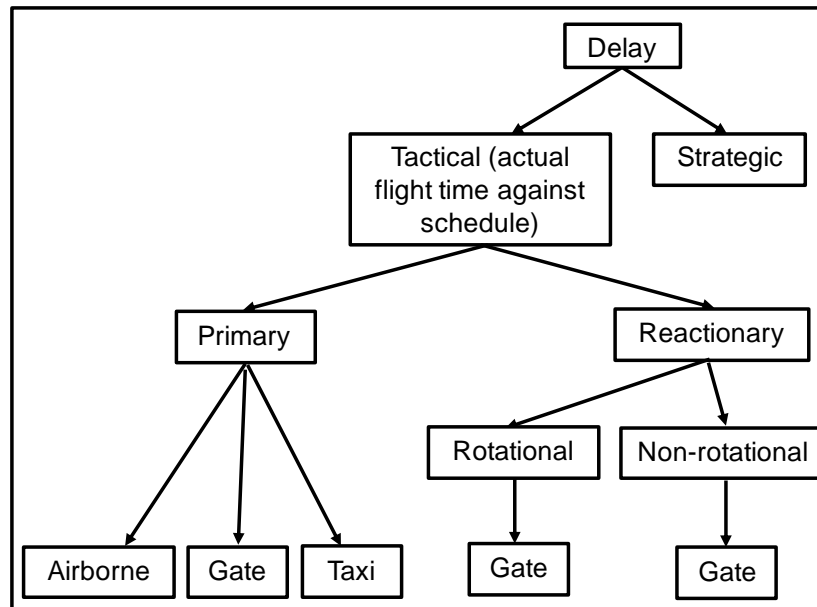 Delay
Tactical (actual
flight time against
schedule)
Strategic
Primary
Reactionary
Rotational
Non-rotational
Airborne
Gate
Taxi
Gate
Gate